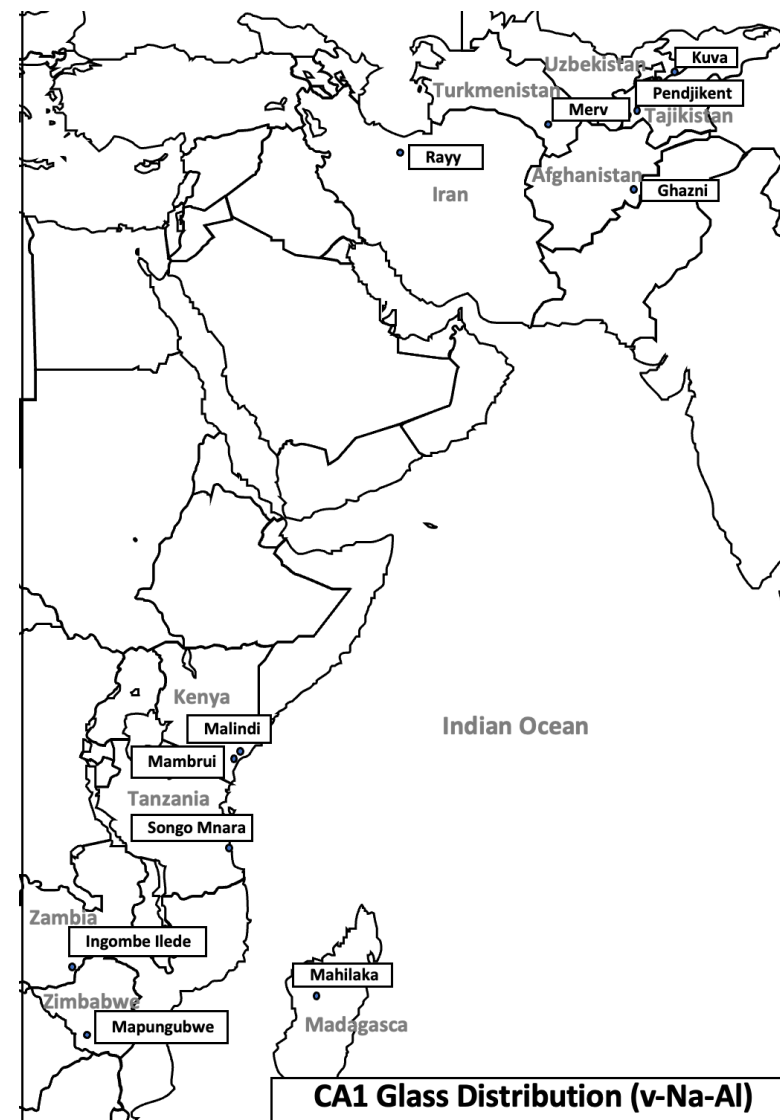 Kuva
Uzbekistan
Turkmenistan
Pendjikent
Merv
Tajikistan
Rayy
Afghanistan
Iran
Ghazni
Kenya
Malindi
Indian Ocean
Mambrui
Tanzania
Songo Mnara
Zambia
Ingombe Ilede
Mahilaka
Zimbabwe
Mapungubwe
Madagasca
CA1 Glass Distribution (v-Na-Al)